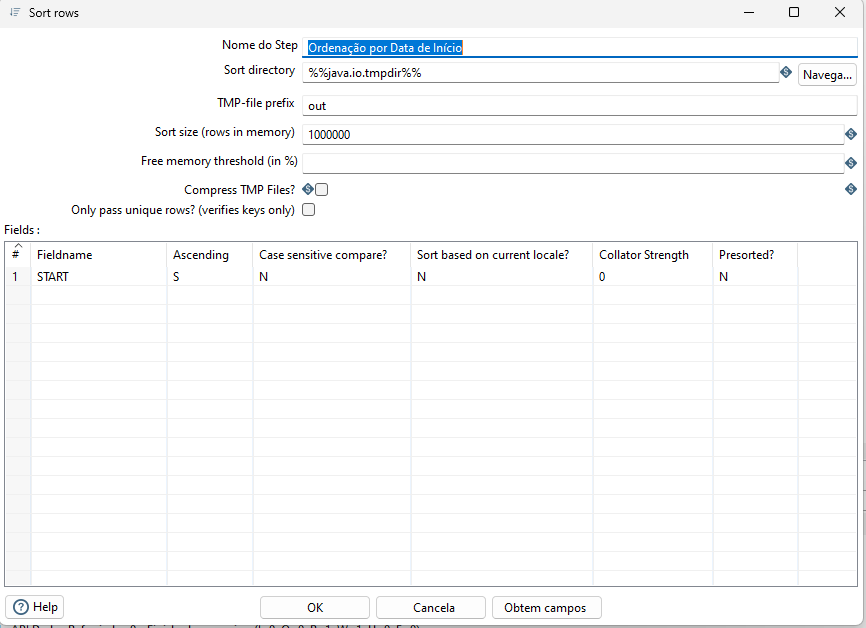 Sort rows
Nome do Step Ordenação por Data de Início
Sort directory %%java.io.tmpdir%% Navega...
TMP-file prefix out
Sort size (rows in memory) 1000000
Free memory threshold (in %)
Compress TMP Files?
Only pass unique rows? (verifies keys only)
Fields :
# Fieldname Ascending Case sensitive compare? Sort based on current locale? Collator Strength Presorted?
1 START S N N 0 N
Help OK Cancela Obtem campos